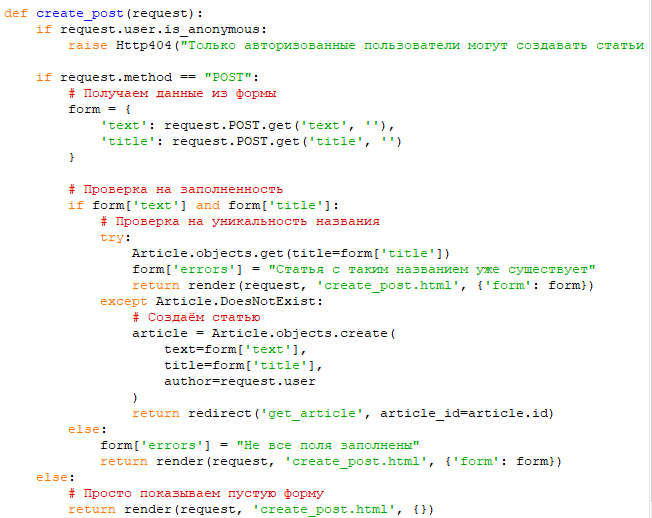 def create_post(request):
    if request.user.is_anonymous:
        raise Http404("Только авторизованные пользователи могут создавать статьи
    if request.method == "POST":
        # Получаем данные из формы
        form = {
            'text': request.POST.get('text', ''),
            'title': request.POST.get('title', '')
        }
        # Проверка на заполненность
        if form['text'] and form['title']:
            # Проверка на уникальность названия
            try:
                Article.objects.get(title=form['title'])
                form['errors'] = "Статья с таким названием уже существует"
                return render(request, 'create_post.html', {'form': form})
            except Article.DoesNotExist:
                # Создаём статью
                article = Article.objects.create(
                    text=form['text'],
                    title=form['title'],
                    author=request.user
                )
                return redirect('get_article', article_id=article.id)
        else:
            form['errors'] = "Не все поля заполнены"
            return render(request, 'create_post.html', {'form': form})
    else:
        # Просто показываем пустую форму
        return render(request, 'create_post.html', {})